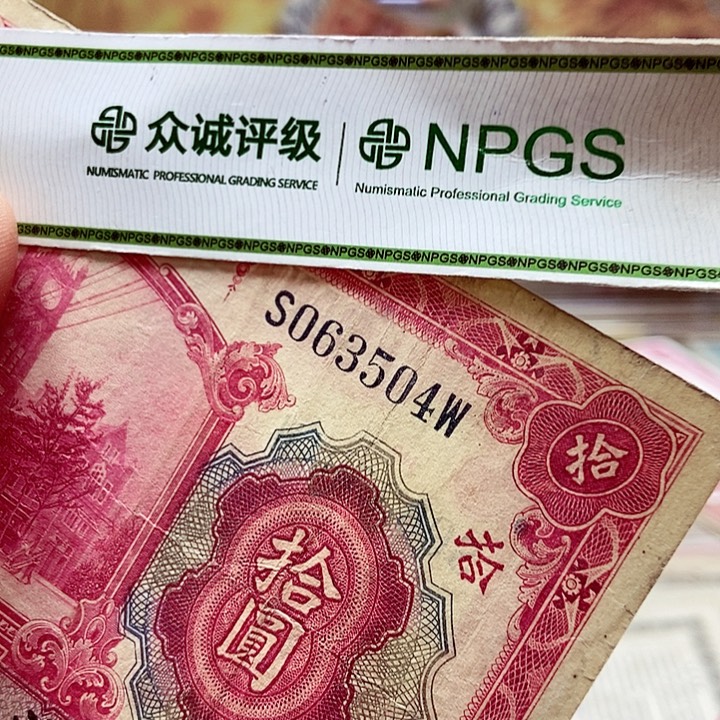 众诚评级
NUMISMATIC PROFESSIONAL GRADING SERVICE
NPGS
Numismatic Professional Grading Service
S063504W
拾
拾
拾圓